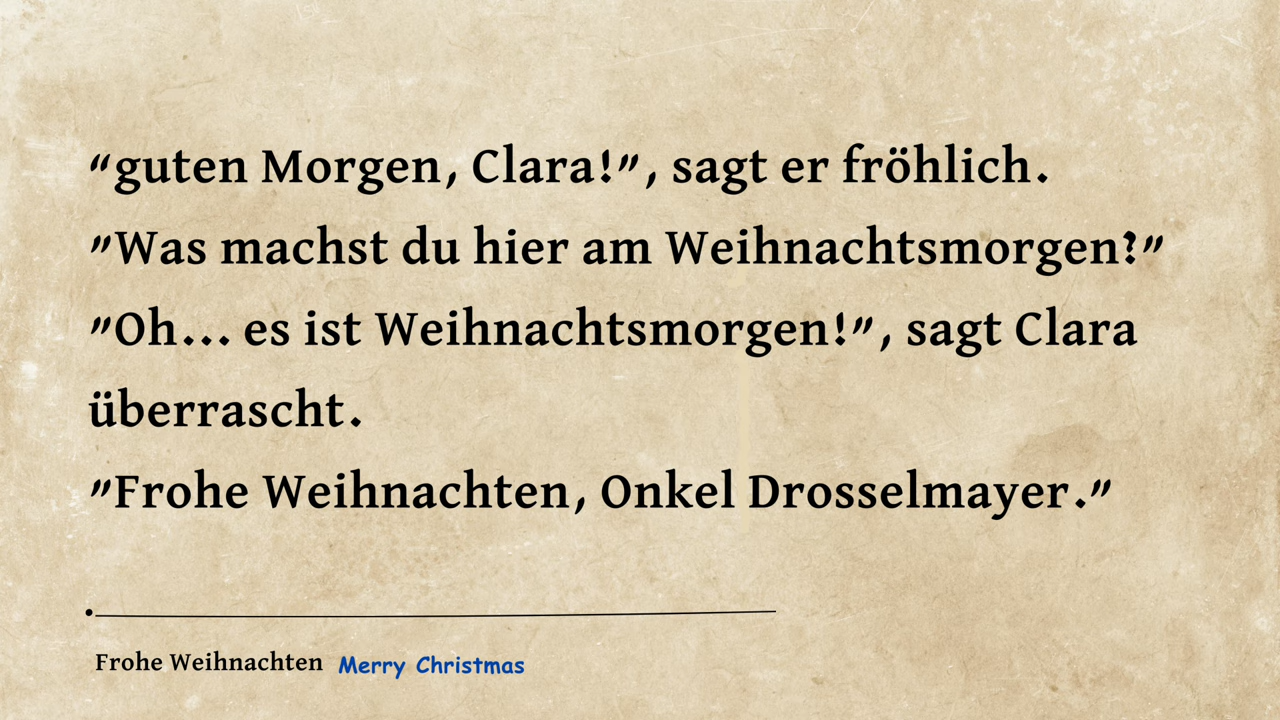 “guten Morgen, Clara!”, sagt er fröhlich.
”Was machst du hier am Weihnachtsmorgen?”
”Oh... es ist Weihnachtsmorgen!”, sagt Clara
überrascht.
”Frohe Weihnachten, Onkel Drosselmayer.”
Frohe Weihnachten Merry Christmas